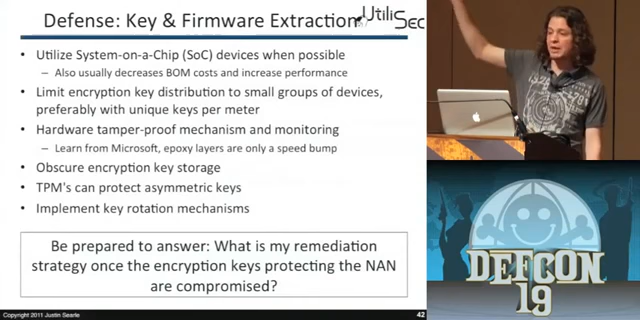 Defense: Key & Firmware Extraction
UtiliSec
• Utilize System-on-a-Chip (SoC) devices when possible
– Also usually decreases BOM costs and increase performance
• Limit encryption key distribution to small groups of devices,
preferably with unique keys per meter
• Hardware tamper-proof mechanism and monitoring
– Learn from Microsoft, epoxy layers are only a speed bump
• Obscure encryption key storage
• TPM's can protect asymmetric keys
• Implement key rotation mechanisms
Be prepared to answer: What is my remediation
strategy once the encryption keys protecting the NAN
are compromised?
Copyright 2011 Justin Searle
42
DEFCON
19